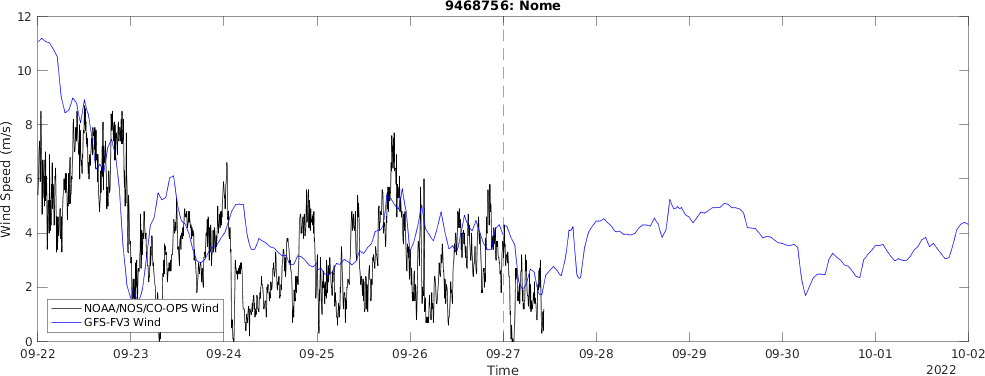 9468756: Nome
Wind Speed (m/s)
12
10
8
6
4
2
0
NOAA/NOS/CO-OPS Wind
GFS-FV3 Wind
09-22 09-23 09-24 09-25 09-26 09-27 09-28 09-29 09-30 10-01 10-02
Time
2022